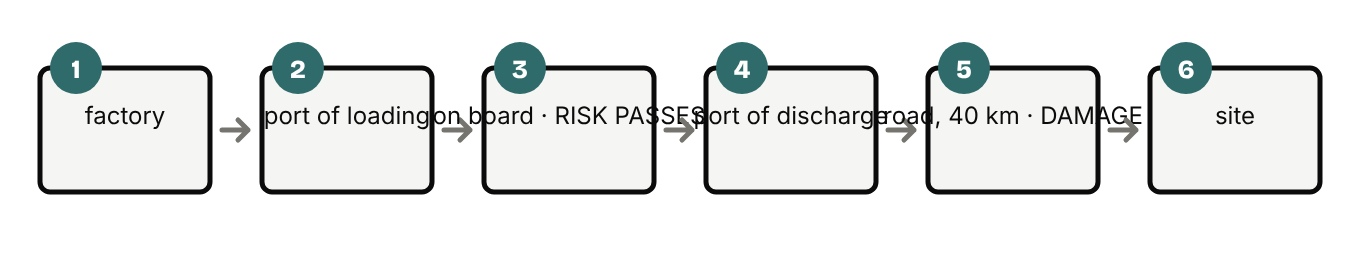 1
factory
2
port of loading
3
on board · RISK PASSES
4
port of discharge
5
road, 40 km · DAMAGE
6
site